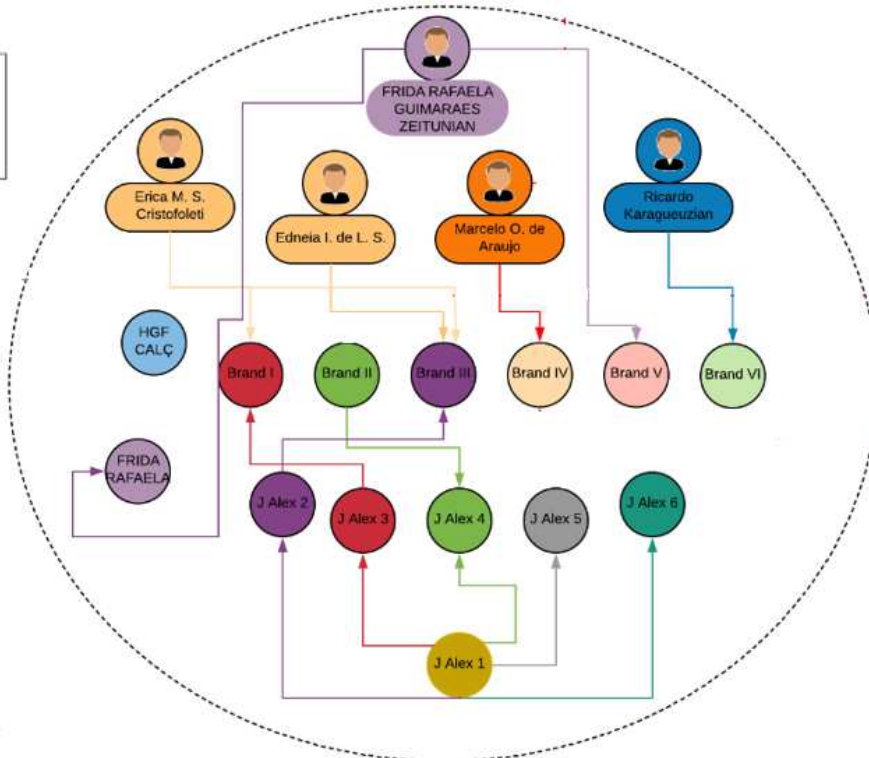 FRIDA RAFAELA
GUIMARAES
ZEITUNIAN
Erica M. S.
Cristofoleti
Edneia I. de L. S.
Marcelo O. de
Araujo
Ricardo
Karagueuzian
HGF
CALÇ
Brand I
Brand II
Brand III
Brand IV
Brand V
Brand VI
FRIDA
RAFAELA
J Alex 2
J Alex 3
J Alex 4
J Alex 5
J Alex 6
J Alex 1